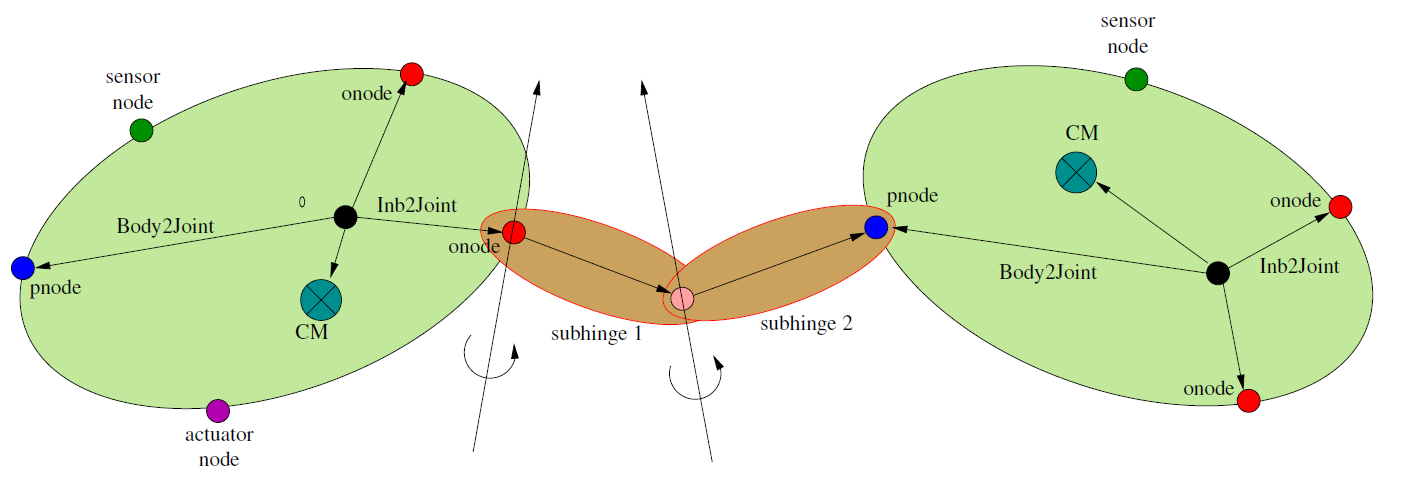 sensor
node
onode
Body2Joint
0
Inb2Joint
onode
pnode
CM
actuator
node
subhinge 1
subhinge 2
sensor
node
CM
pnode
onode
Body2Joint
Inb2Joint
onode